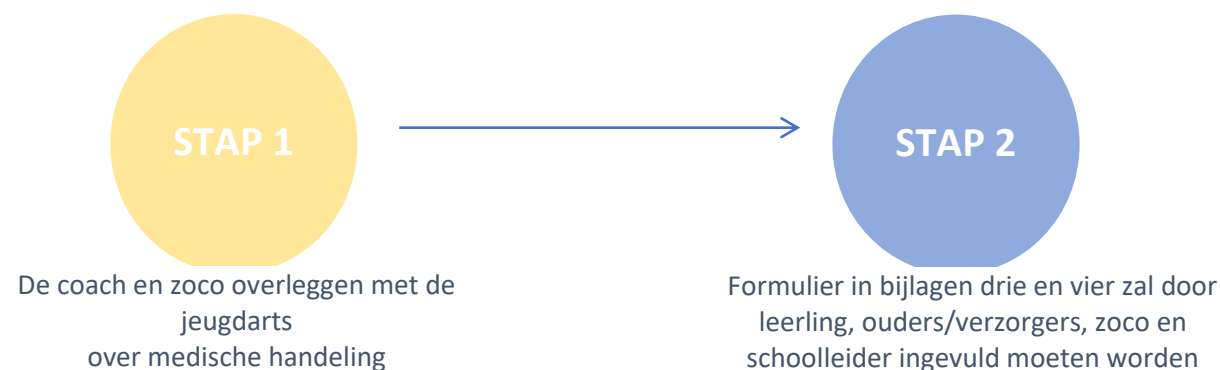 STAP 1
STAP 2
De coach en zoco overleggen met de
jeugdarts
over medische handeling
Formulier in bijlagen drie en vier zal door
leerling, ouders/verzorgers, zoco en
schoolleider ingevuld moeten worden